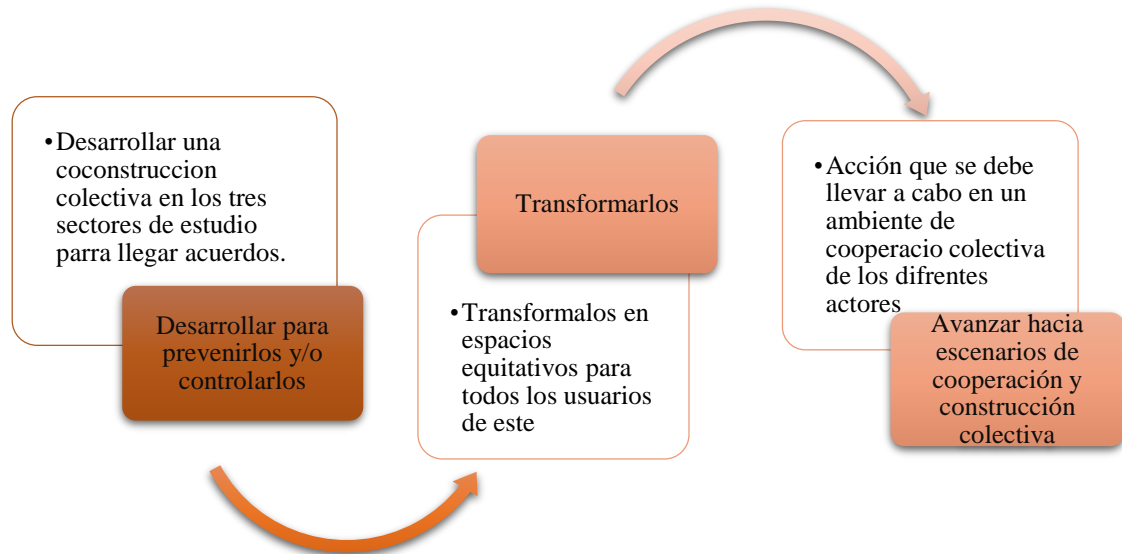 •Desarrollar una
coconstruccion
colectiva en los tres
sectores de estudio
parra llegar acuerdos.
Desarrollar para
prevenirlos y/o
controlarlos
Transformarlos
•Transformalos en
espacios
equitativos para
todos los usuarios
de este
•Acción que se debe
llevar a cabo en un
ambiente de
cooperacio colectiva
de los difrentes
actores
Avanzar hacia
escenarios de
cooperación y
construcción
colectiva